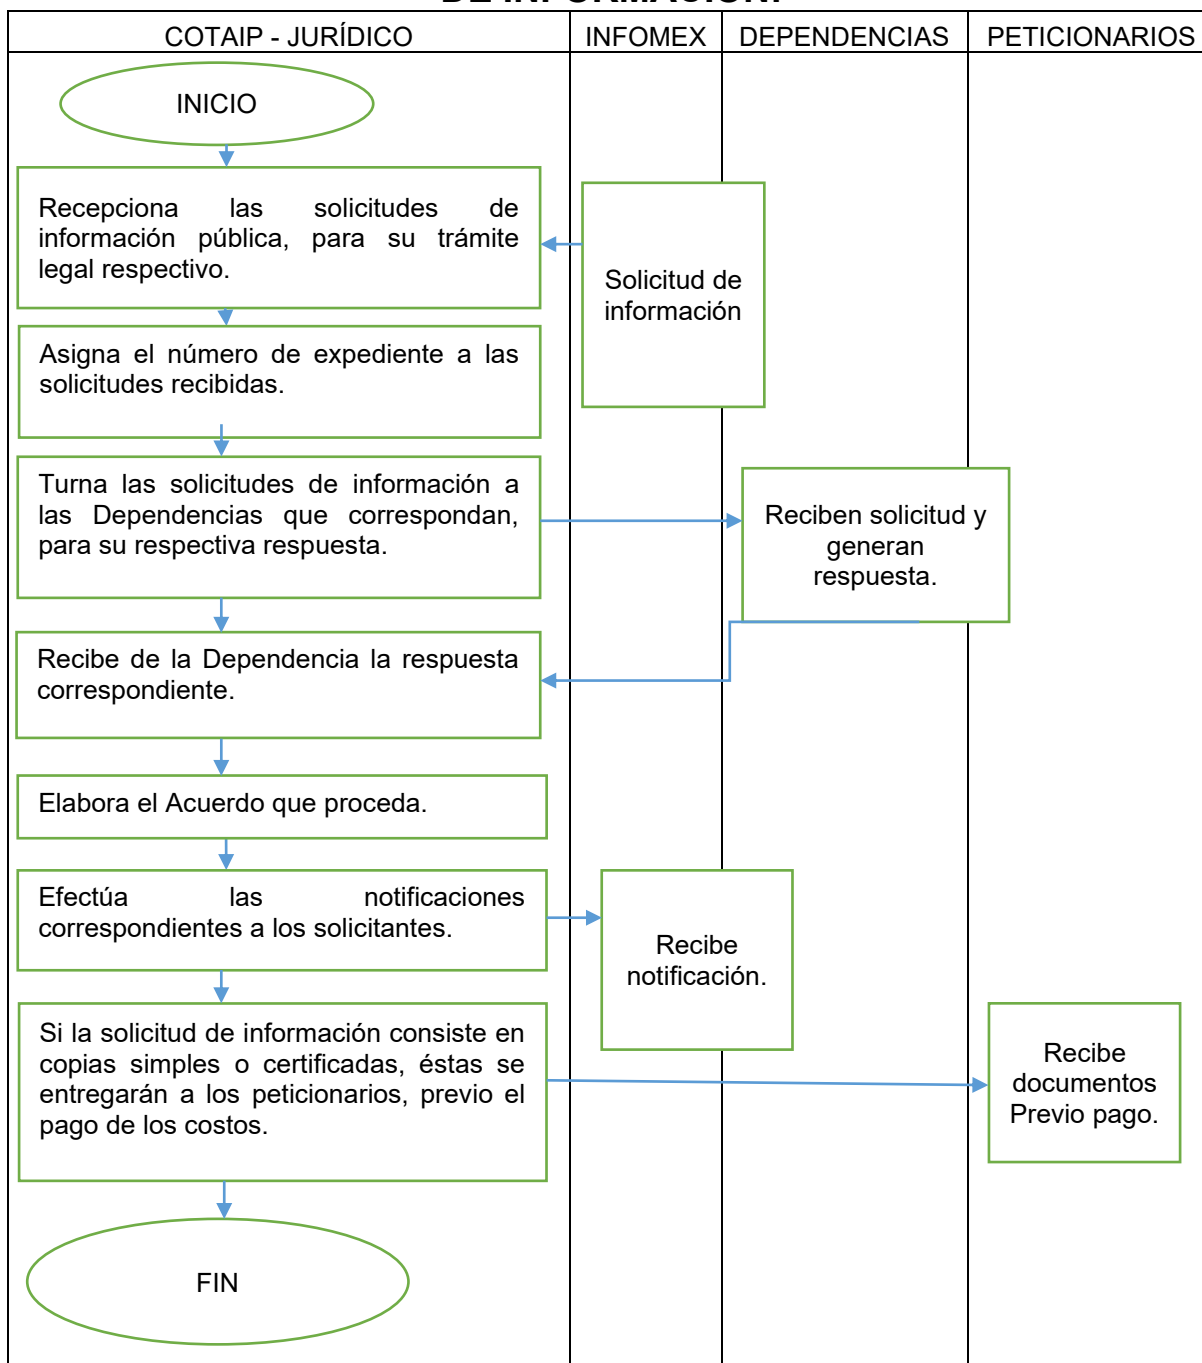 DE INFORMACIÓN.
COTAIP - JURÍDICO
INFOMEX
DEPENDENCIAS
PETICIONARIOS
INICIO
Recepciona las solicitudes de
información pública, para su trámite
legal respectivo.
Solicitud de
información
Asigna el número de expediente a las
solicitudes recibidas.
Turna las solicitudes de información a
las Dependencias que correspondan,
para su respectiva respuesta.
Reciben solicitud y
generan
respuesta.
Recibe de la Dependencia la respuesta
correspondiente.
Elabora el Acuerdo que proceda.
Efectúa las notificaciones
correspondientes a los solicitantes.
Recibe
notificación.
Si la solicitud de información consiste en
copias simples o certificadas, éstas se
entregarán a los peticionarios, previo el
pago de los costos.
Recibe
documentos
Previo pago.
FIN